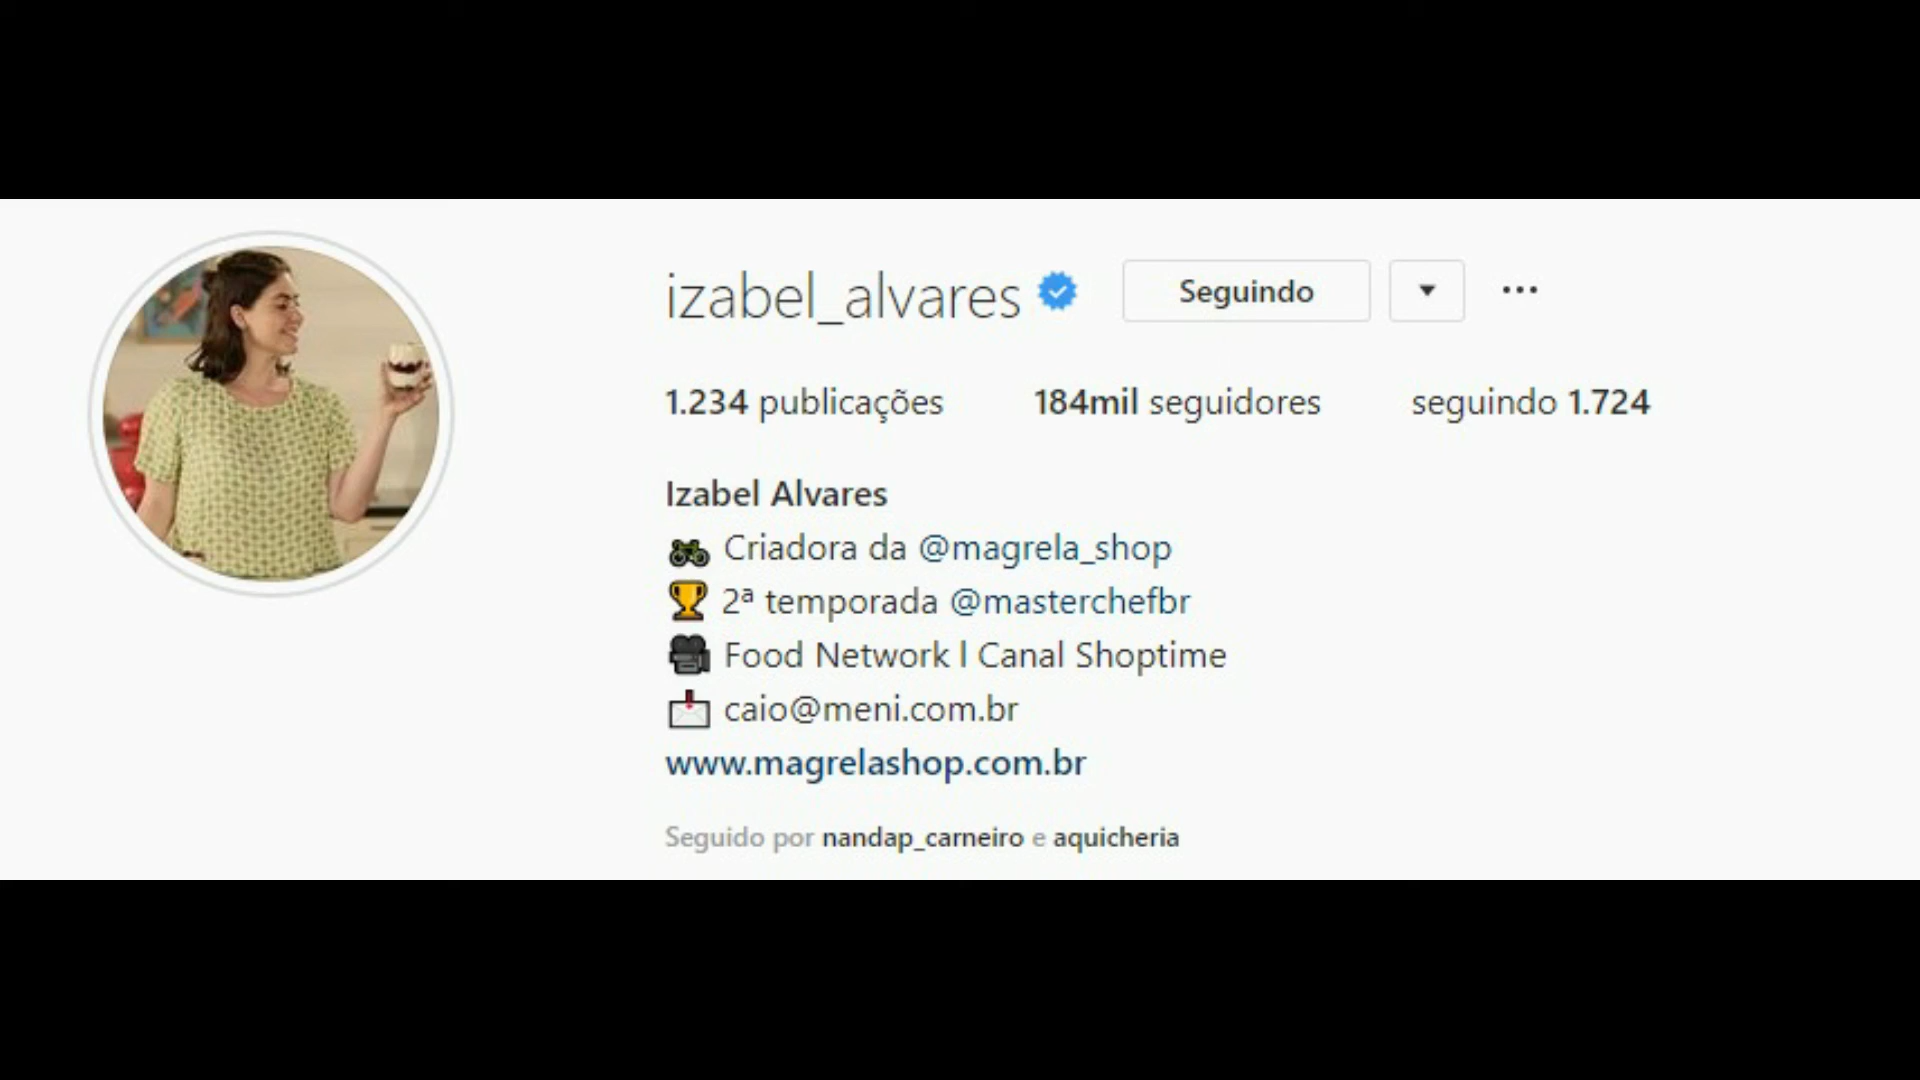 izabel_alvares Seguindo
1.234 publicações 184mil seguidores seguindo 1.724
Izabel Alvares
Criadora da @magrela_shop
2ª temporada @masterchefbr
Food Network l Canal Shoptime
caio@meni.com.br
www.magrelashop.com.br
Seguido por nandap_carneiro e aquicheria